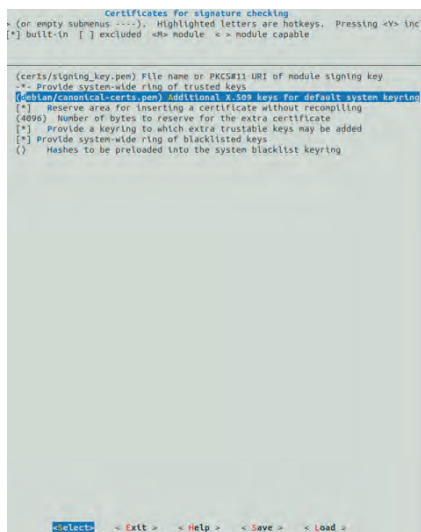 Certificates for signature checking
> (or empty submenus ----).  Highlighted letters are hotkeys.  Pressing <Y> inc
[*] built-in  [ ] excluded  <M> module  < > module capable
(certs/signing_key.pem) File name or PKCS#11 URI of module signing key
-*- Provide system-wide ring of trusted keys
(debian/canonical-certs.pem) Additional X.509 keys for default system keyring
[*]   Reserve area for inserting a certificate without recompiling
(4096)  Number of bytes to reserve for the extra certificate
[*]   Provide a keyring to which extra trustable keys may be added
[*] Provide system-wide ring of blacklisted keys
()    Hashes to be preloaded into the system blacklist keyring
<Select>    < Exit >    < Help >    < Save >    < Load >